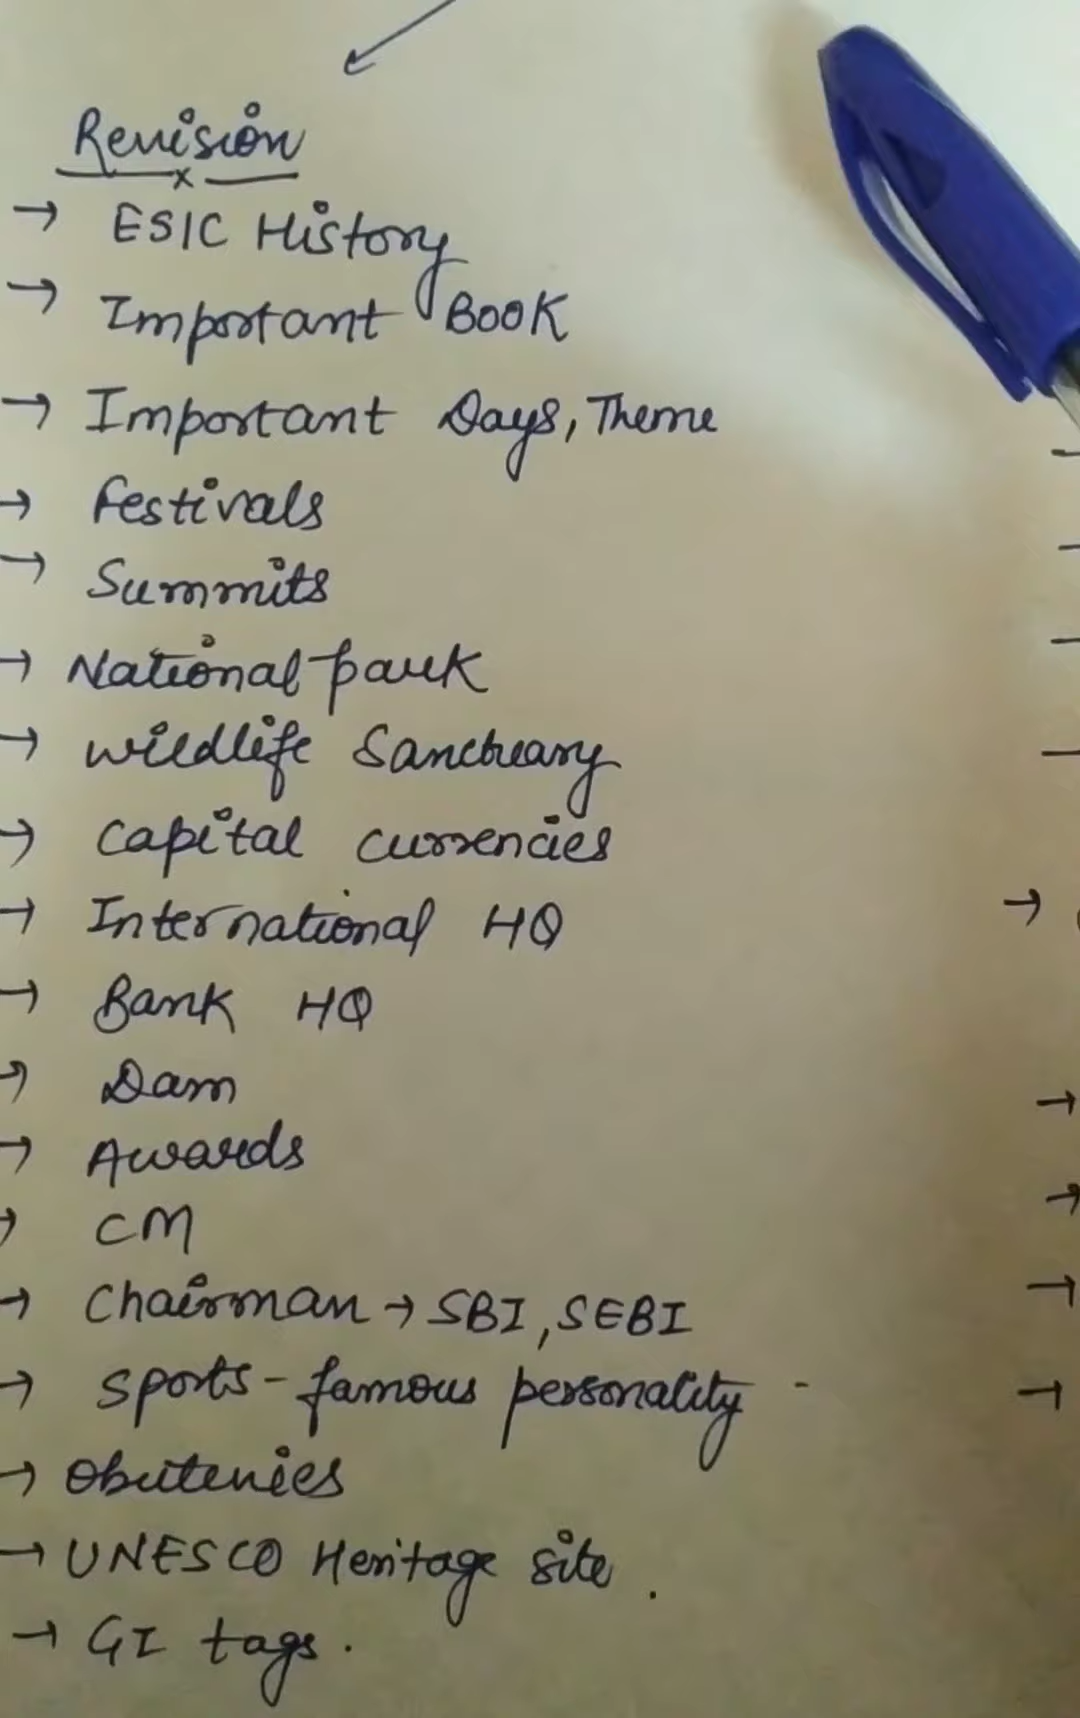 Revision
→ ESIC History
→ Important Book
→ Important Days, Theme
→ Festivals
→ Summits
→ National park
→ Wildlife Sanctuary
→ Capital currencies
→ International HQ
→ Bank HQ
→ Dam
→ Awards
→ CM
→ Chairman → SBI, SEBI
→ Sports - famous personality -
→ Obuteries
→ UNESCO Heritage site.
→ GI tags.